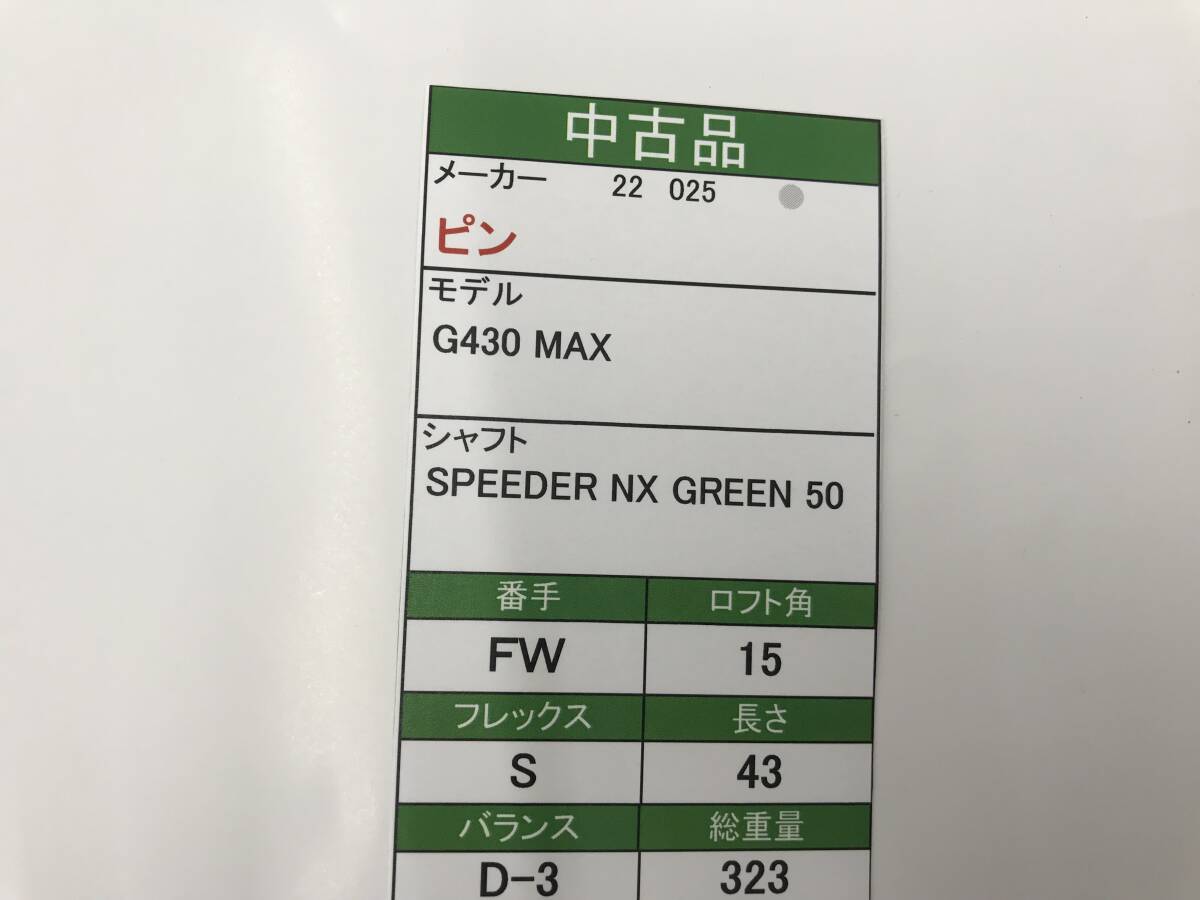 中古品
メーカー 22 025
ピン
モデル
G430 MAX
シャフト
SPEEDER NX GREEN 50
番手 ロフト角
FW 15
フレックス 長さ
S 43
バランス 総重量
D-3 323